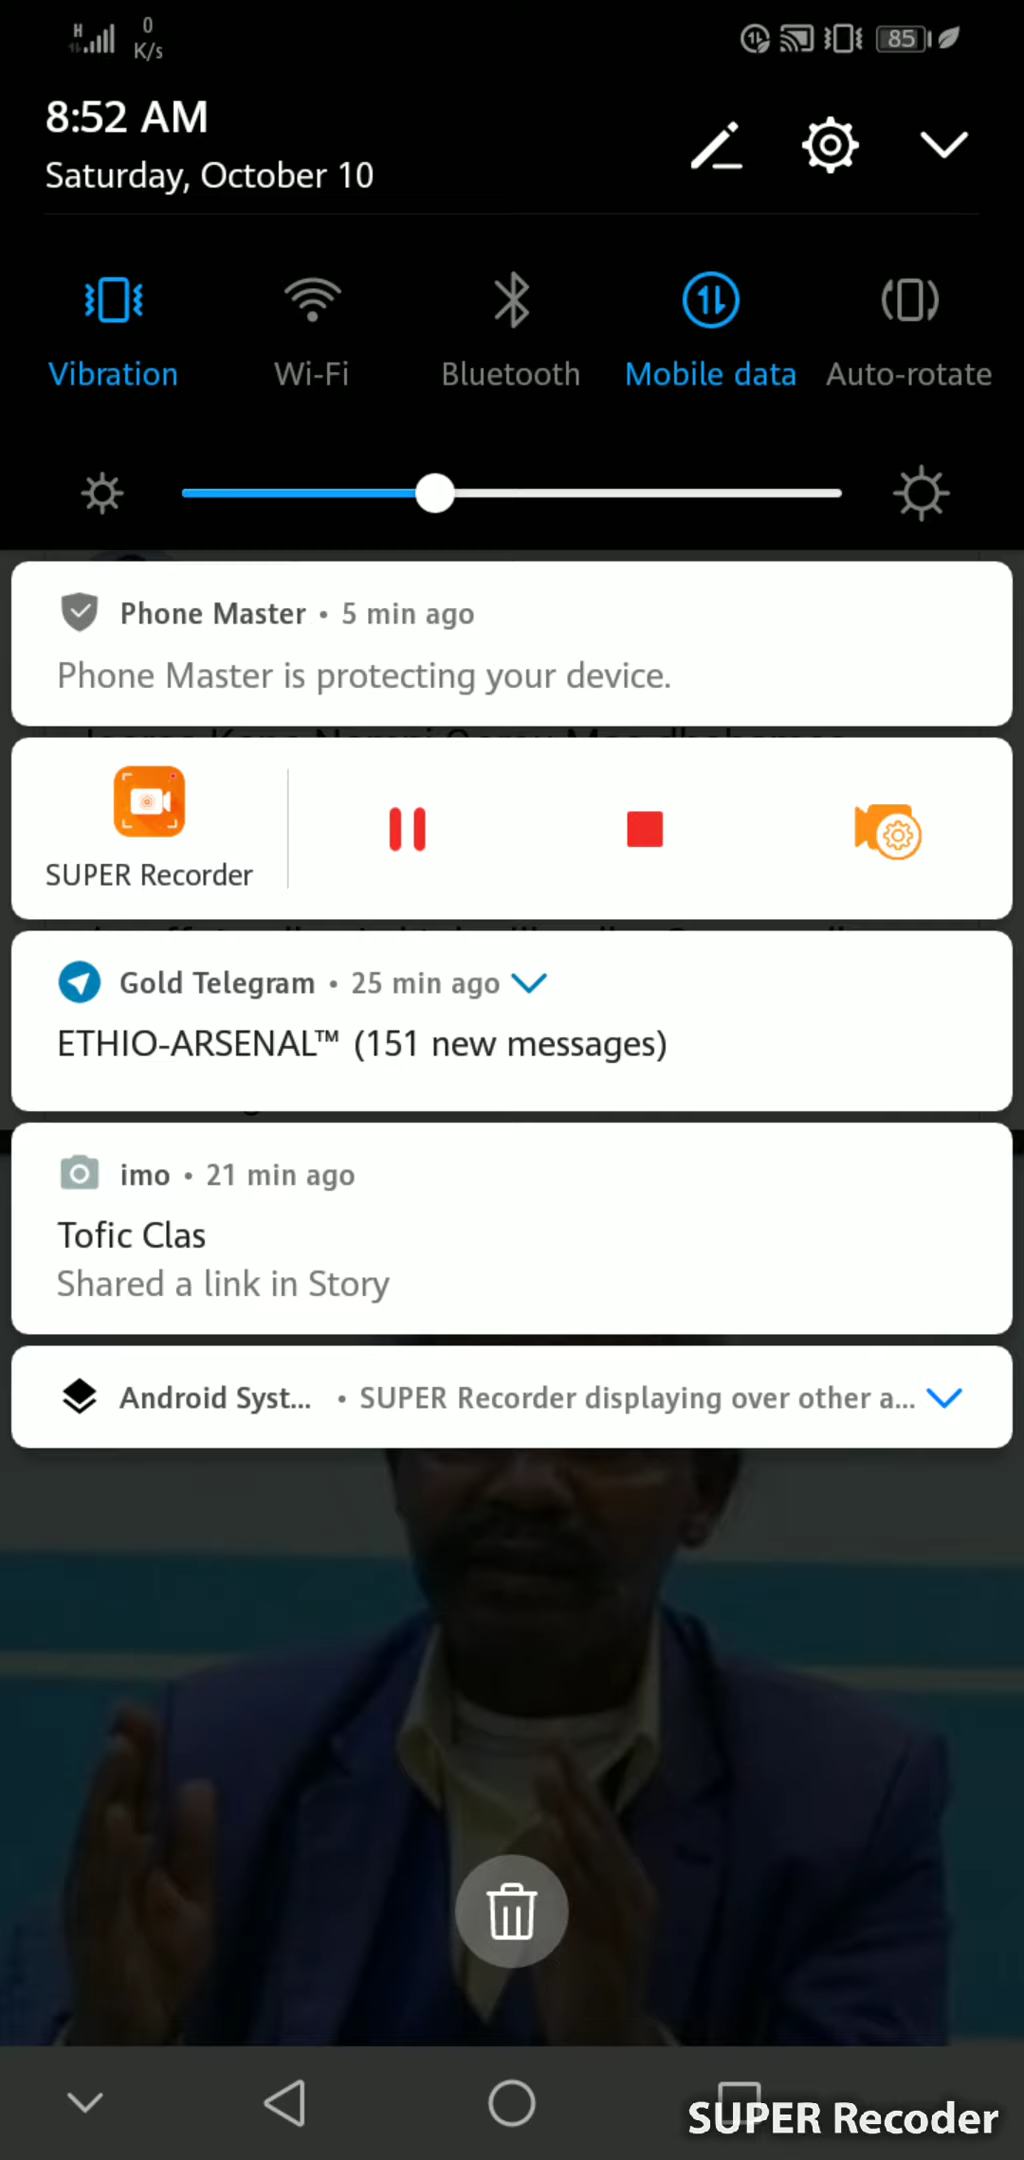 H
0
K/s
85
8:52 AM
Saturday, October 10
Vibration
Wi-Fi
Bluetooth
Mobile data
Auto-rotate
Phone Master • 5 min ago
Phone Master is protecting your device.
SUPER Recorder
Gold Telegram • 25 min ago
ETHIO-ARSENAL™ (151 new messages)
imo • 21 min ago
Tofic Clas
Shared a link in Story
Android Syst... • SUPER Recorder displaying over other a...
SUPER Recoder